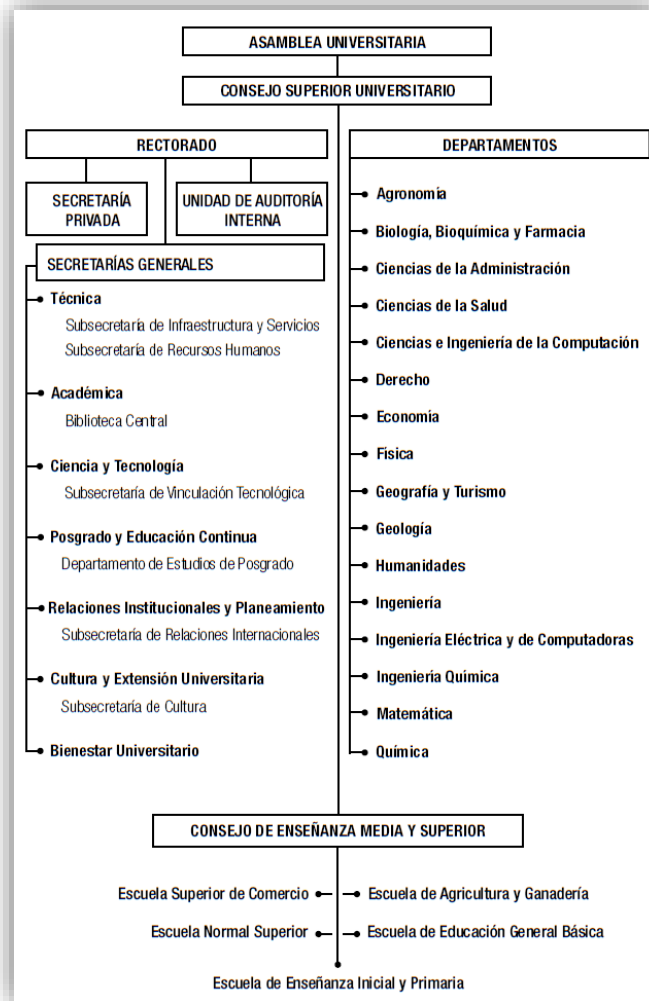 ASAMBLEA UNIVERSITARIA
CONSEJO SUPERIOR UNIVERSITARIO
RECTORADO
SECRETARÍA
PRIVADA
UNIDAD DE AUDITORÍA
INTERNA
SECRETARÍAS GENERALES
Técnica
Subsecretaría de Infraestructura y Servicios
Subsecretaría de Recursos Humanos
Académica
Biblioteca Central
Ciencia y Tecnología
Subsecretaría de Vinculación Tecnológica
Posgrado y Educación Continua
Departamento de Estudios de Posgrado
Relaciones Institucionales y Planeamiento
Subsecretaría de Relaciones Internacionales
Cultura y Extensión Universitaria
Subsecretaría de Cultura
Bienestar Universitario
DEPARTAMENTOS
Agronomía
Biología, Bioquímica y Farmacia
Ciencias de la Administración
Ciencias de la Salud
Ciencias e Ingeniería de la Computación
Derecho
Economía
Física
Geografía y Turismo
Geología
Humanidades
Ingeniería
Ingeniería Eléctrica y de Computadoras
Ingeniería Química
Matemática
Química
CONSEJO DE ENSEÑANZA MEDIA Y SUPERIOR
Escuela Superior de Comercio
Escuela de Agricultura y Ganadería
Escuela Normal Superior
Escuela de Educación General Básica
Escuela de Enseñanza Inicial y Primaria